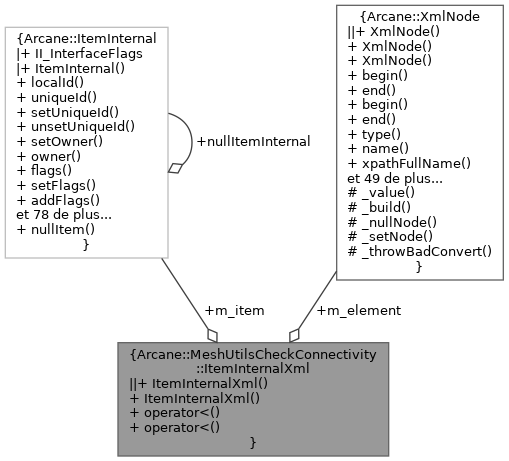 {Arcane::ItemInternal
|+ II_InterfaceFlags
|+ ItemInternal()
+ localId()
+ uniqueId()
+ setUniqueId()
+ unsetUniqueId()
+ setOwner()
+ owner()
+ flags()
+ setFlags()
+ addFlags()
et 78 de plus...
+ nullItem()
}
+nullItemInternal
{Arcane::XmlNode
||+ XmlNode()
+ XmlNode()
+ XmlNode()
+ begin()
+ end()
+ begin()
+ end()
+ type()
+ name()
+ xpathFullName()
et 49 de plus...
# _value()
# _build()
# _nullNode()
# _setNode()
# _throwBadConvert()
}
+m_item
+m_element
{Arcane::MeshUtilsCheckConnectivity
::ItemInternalXml
||+ ItemInternalXml()
+ ItemInternalXml()
+ operator<()
+ operator<()
}